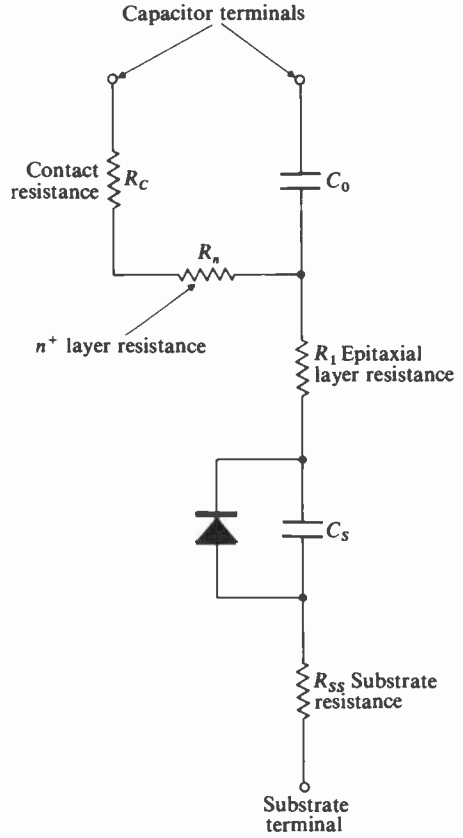 Capacitor terminals
Contact
resistance
R_C
C_0
R_n
n^+ layer resistance
R_1 Epitaxial
layer resistance
C_S
R_SS Substrate
resistance
Substrate
terminal